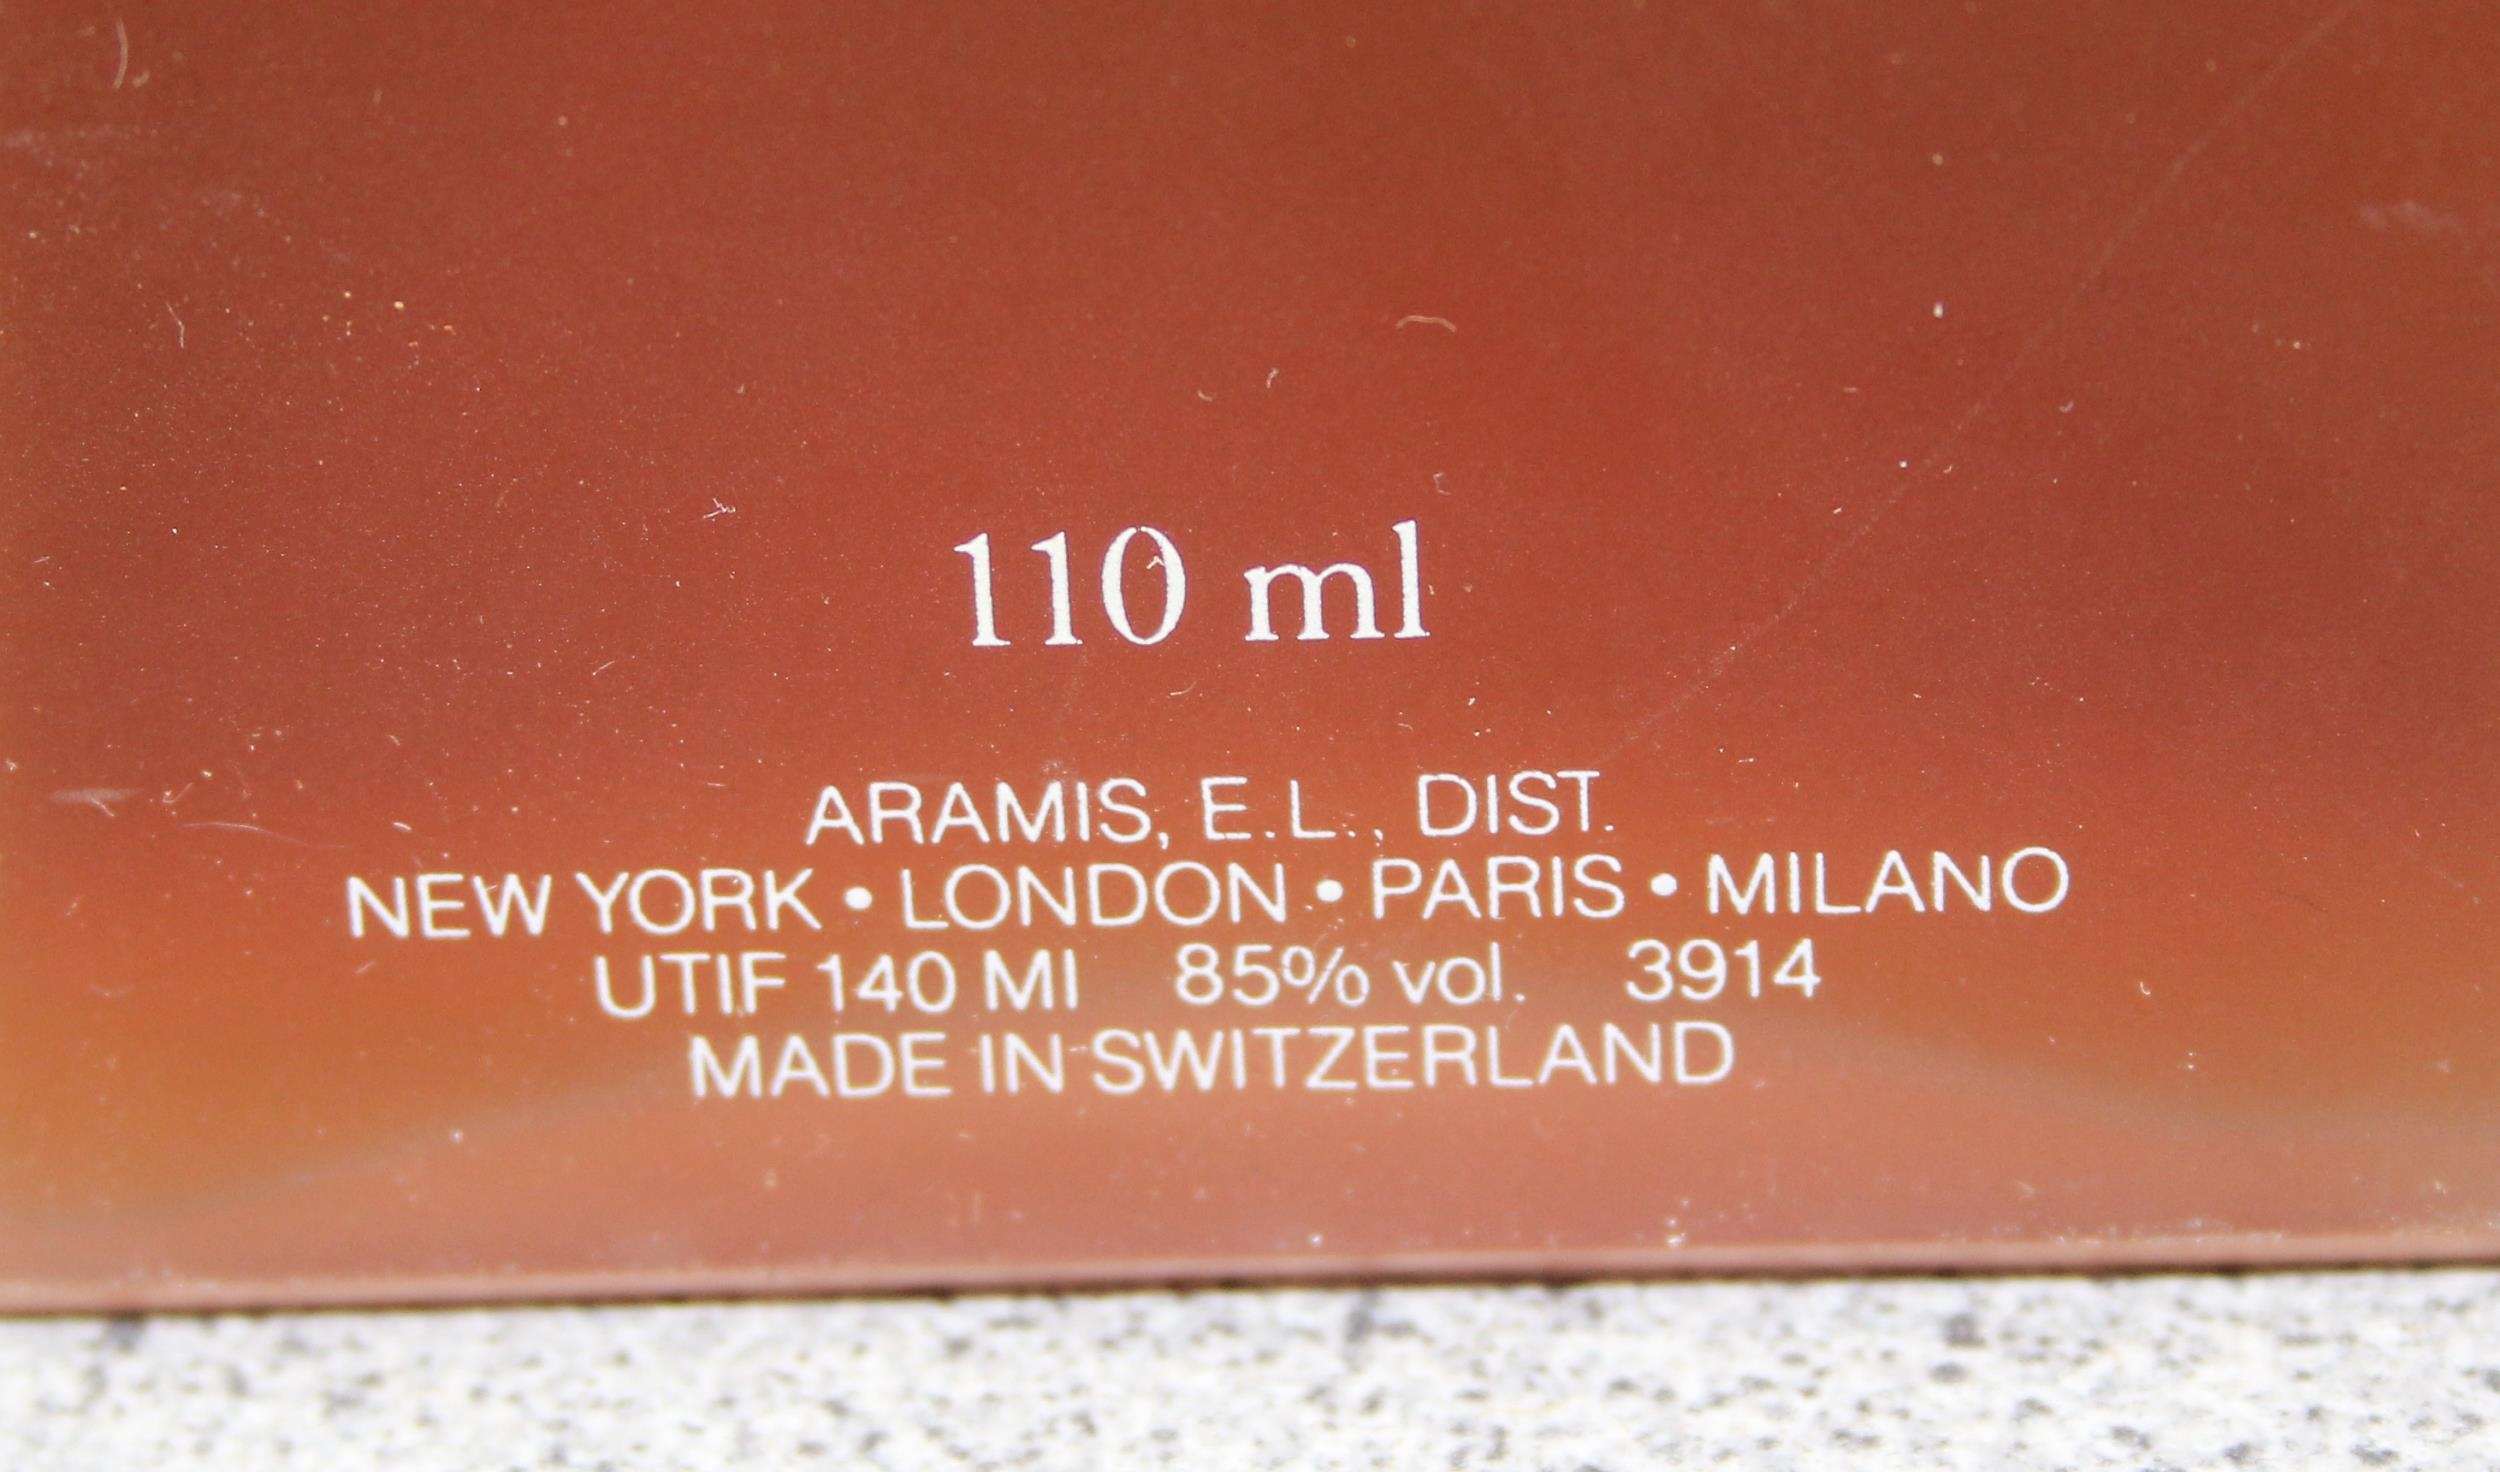 110 ml
ARAMIS, E.L., DIST.
NEW YORK • LONDON • PARIS • MILANO
UTIF 140 MI 85% vol. 3914
MADE IN SWITZERLAND